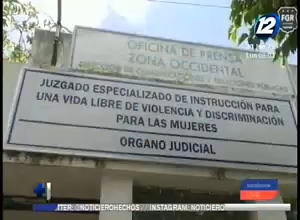 12
FGR
OFICINA DE PRENSA
ZONA OCCIDENTAL
JUZGADO ESPECIALIZADO DE INSTRUCCIÓN PARA
UNA VIDA LIBRE DE VIOLENCIA Y DISCRIMINACIÓN
PARA LAS MUJERES
ORGANO JUDICIAL
TTER: @NOTICIEROHECHOS // INSTAGRAM: NOTICIERO